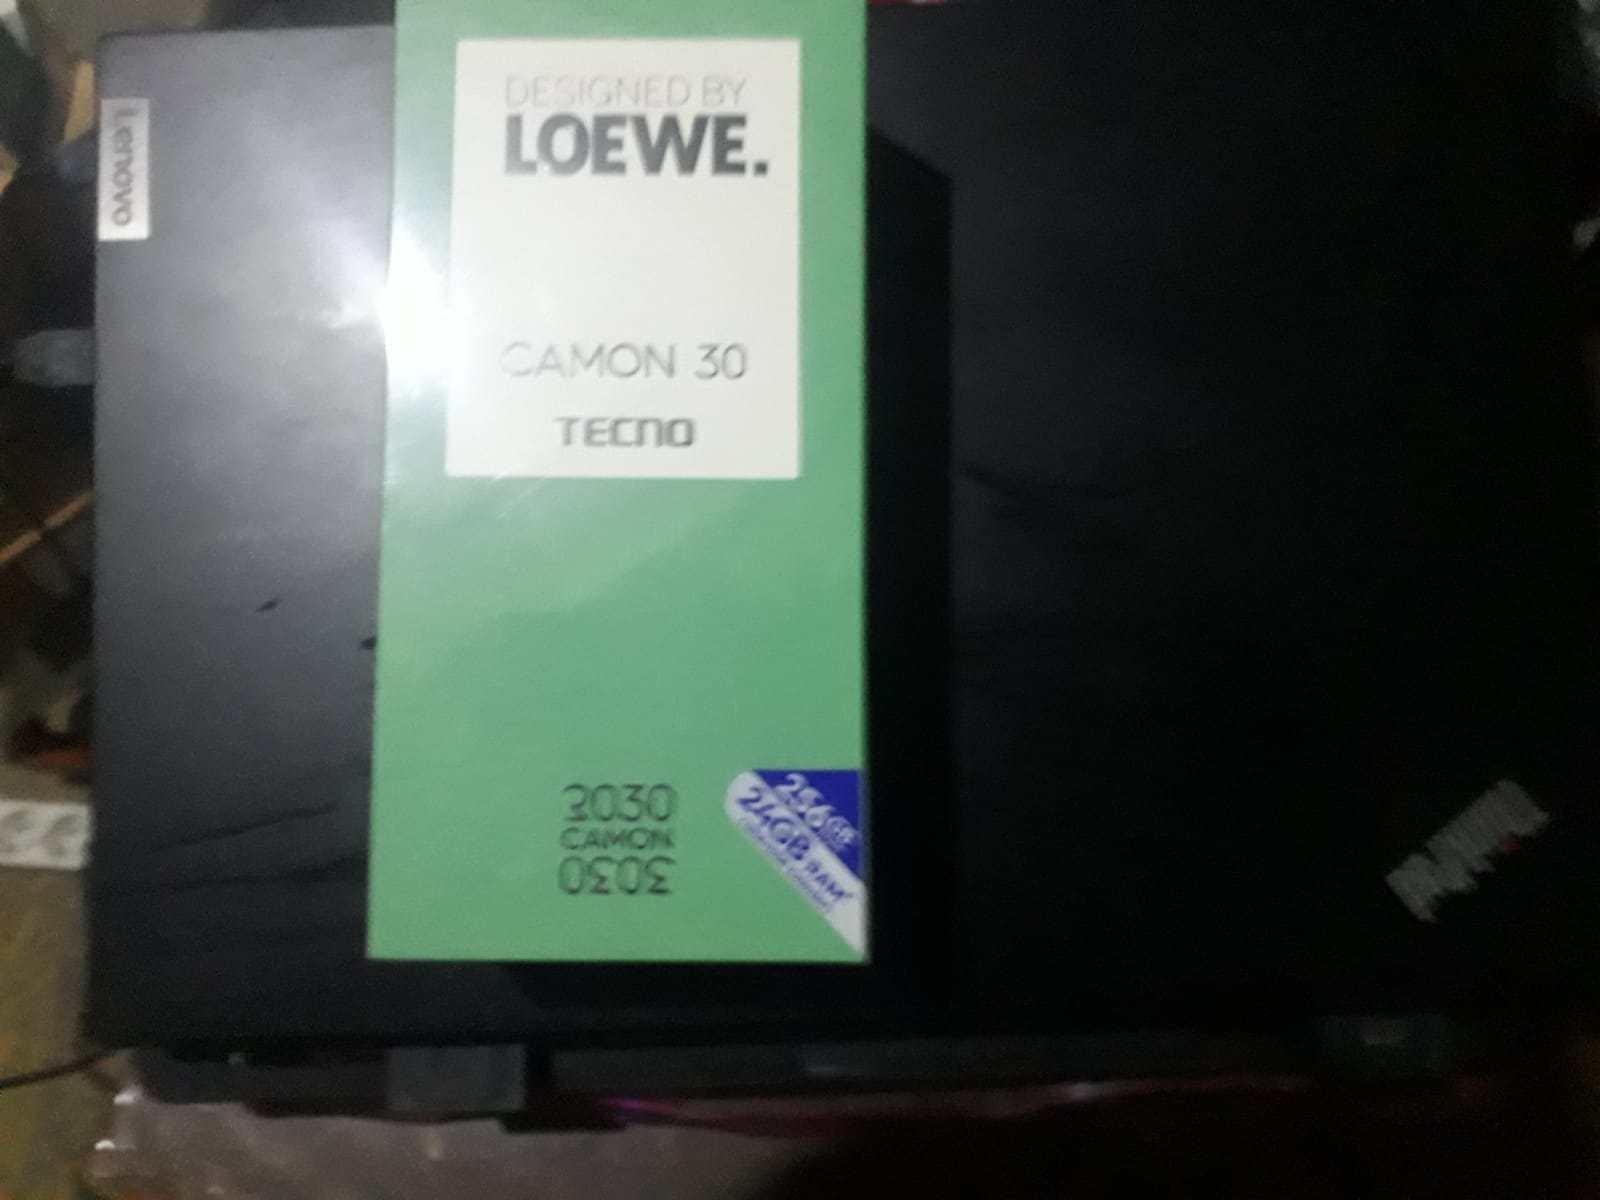 Lenovo
DESIGNED BY
LOEWE.
CAMON 30
TECNO
3030
CAMON
3030
256GB
24GB RAM*